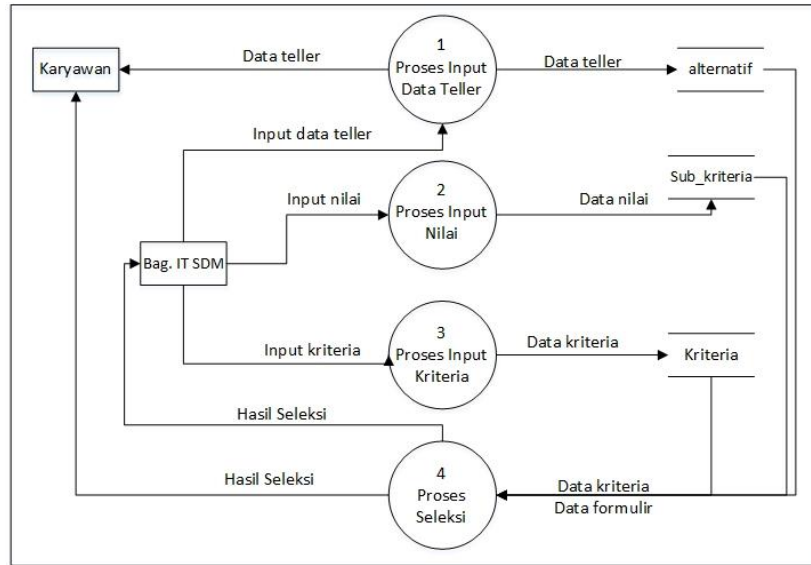 Karyawan
Data teller
1
Proses Input
Data Teller
Data teller
alternatif
Input data teller
Sub_kriteria
Input nilai
2
Proses Input
Nilai
Data nilai
Bag. IT SDM
Input kriteria
3
Proses Input
Kriteria
Data kriteria
Kriteria
Hasil Seleksi
Hasil Seleksi
4
Proses
Seleksi
Data kriteria
Data formulir